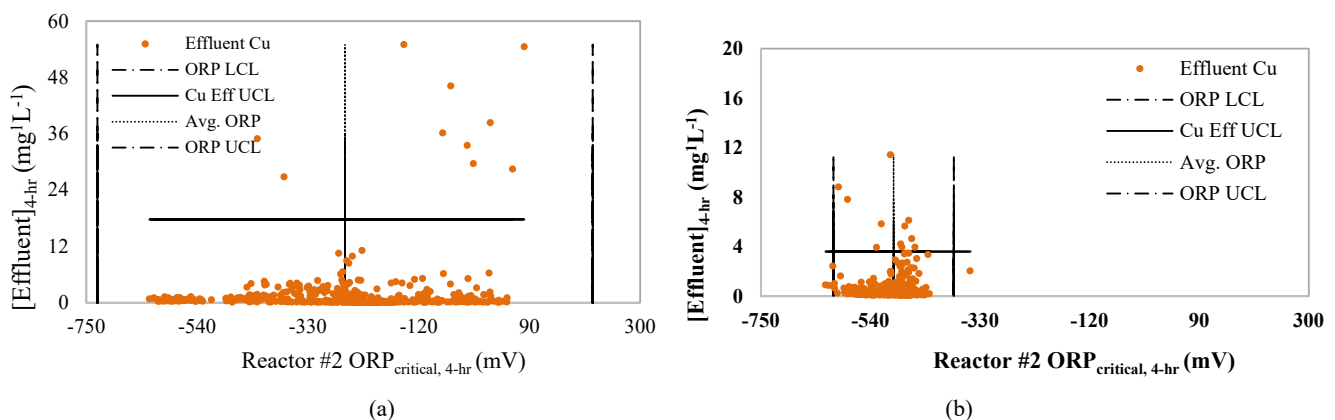 60
48
36
24
12
0
[Effluent]4-hr (mg¹L-1)
Effluent Cu
ORP LCL
Cu Eff UCL
Avg. ORP
ORP UCL
-750 -540 -330 -120 90 300
Reactor #2 ORPcritical, 4-hr (mV)
(a)
20
16
12
8
4
0
[Effluent]4-hr (mg¹L-1)
Effluent Cu
ORP LCL
Cu Eff UCL
Avg. ORP
ORP UCL
-750 -540 -330 -120 90 300
Reactor #2 ORPcritical, 4-hr (mV)
(b)